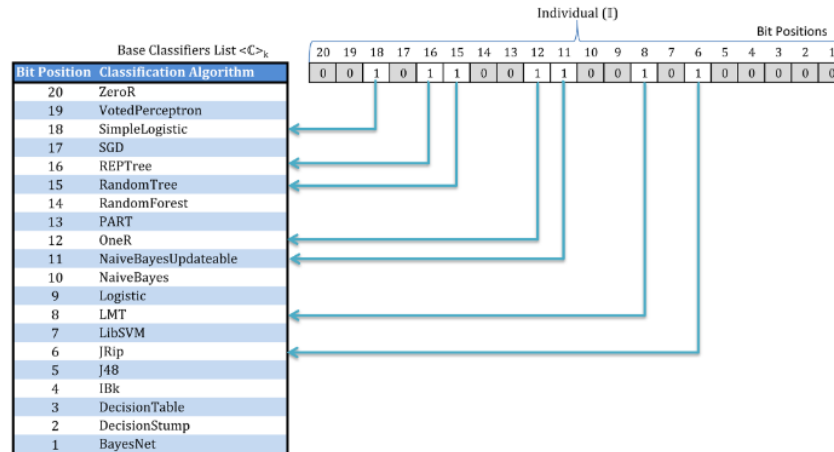 Individual (𝕀)
Bit Positions
Base Classifiers List <ℂ>k
20 19 18 17 16 15 14 13 12 11 10 9 8 7 6 5 4 3 2 1
0 0 1 0 1 1 0 0 1 1 0 0 1 0 1 0 0 0 0 0
Bit Position Classification Algorithm
20 ZeroR
19 VotedPerceptron
18 SimpleLogistic
17 SGD
16 REPTree
15 RandomTree
14 RandomForest
13 PART
12 OneR
11 NaiveBayesUpdateable
10 NaiveBayes
9 Logistic
8 LMT
7 LibSVM
6 JRip
5 J48
4 IBk
3 DecisionTable
2 DecisionStump
1 BayesNet